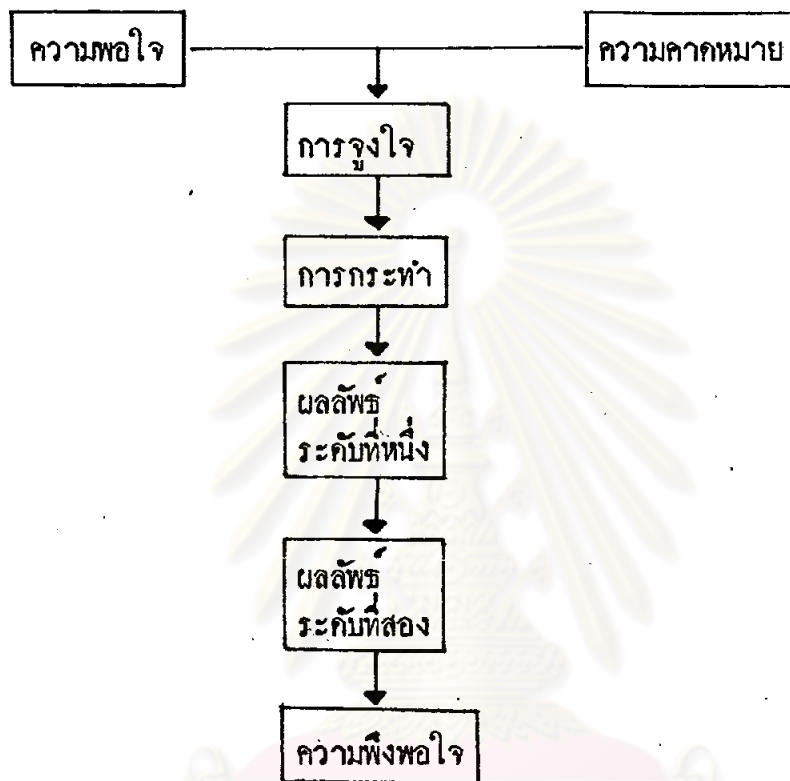 ความพอใจ
ความคาดหมาย
การจูงใจ
การกระทำ
ผลลัพธ์
ระดับที่หนึ่ง
ผลลัพธ์
ระดับที่สอง
ความพึงพอใจ